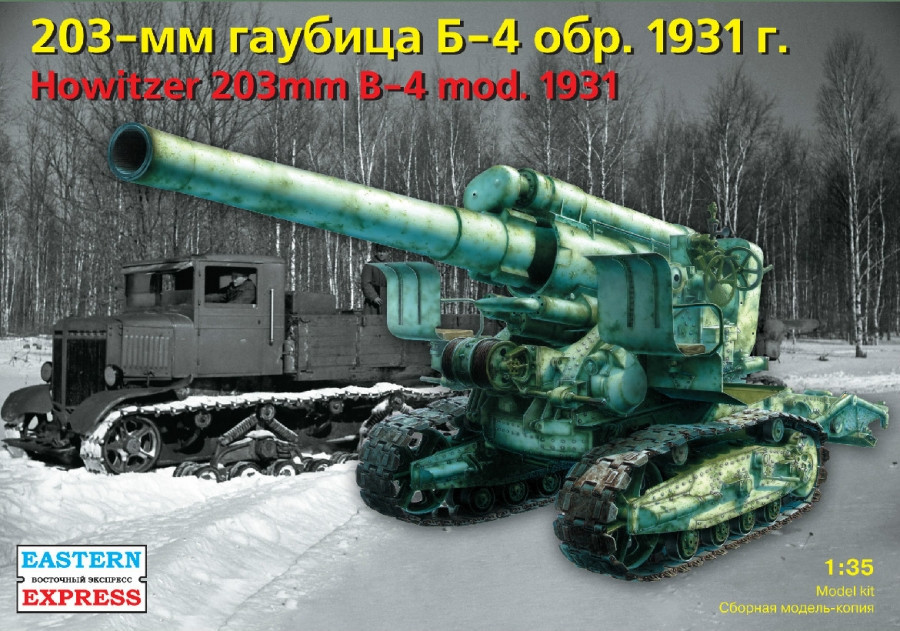 203-мм гаубица Б-4 обр. 1931 г.
Howitzer 203mm B-4 mod. 1931
EASTERN
ВОСТОЧНЫЙ ЭКСПРЕСС
EXPRESS
1:35
Model kit
Сборная модель-копия